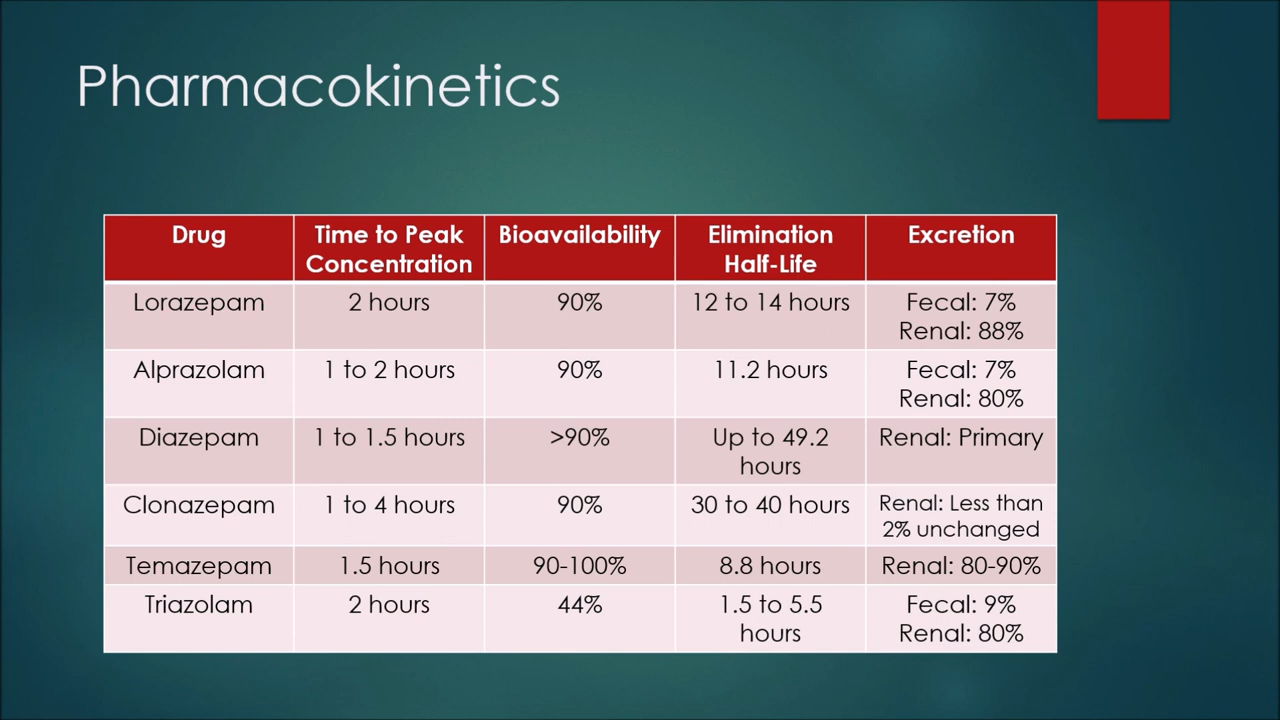 Pharmacokinetics
Drug
Time to Peak
Concentration
Bioavailability
Elimination
Half-Life
Excretion
Lorazepam
2 hours
90%
12 to 14 hours
Fecal: 7%
Renal: 88%
Alprazolam
1 to 2 hours
90%
11.2 hours
Fecal: 7%
Renal: 80%
Diazepam
1 to 1.5 hours
>90%
Up to 49.2
hours
Renal: Primary
Clonazepam
1 to 4 hours
90%
30 to 40 hours
Renal: Less than
2% unchanged
Temazepam
1.5 hours
90-100%
8.8 hours
Renal: 80-90%
Triazolam
2 hours
44%
1.5 to 5.5
hours
Fecal: 9%
Renal: 80%